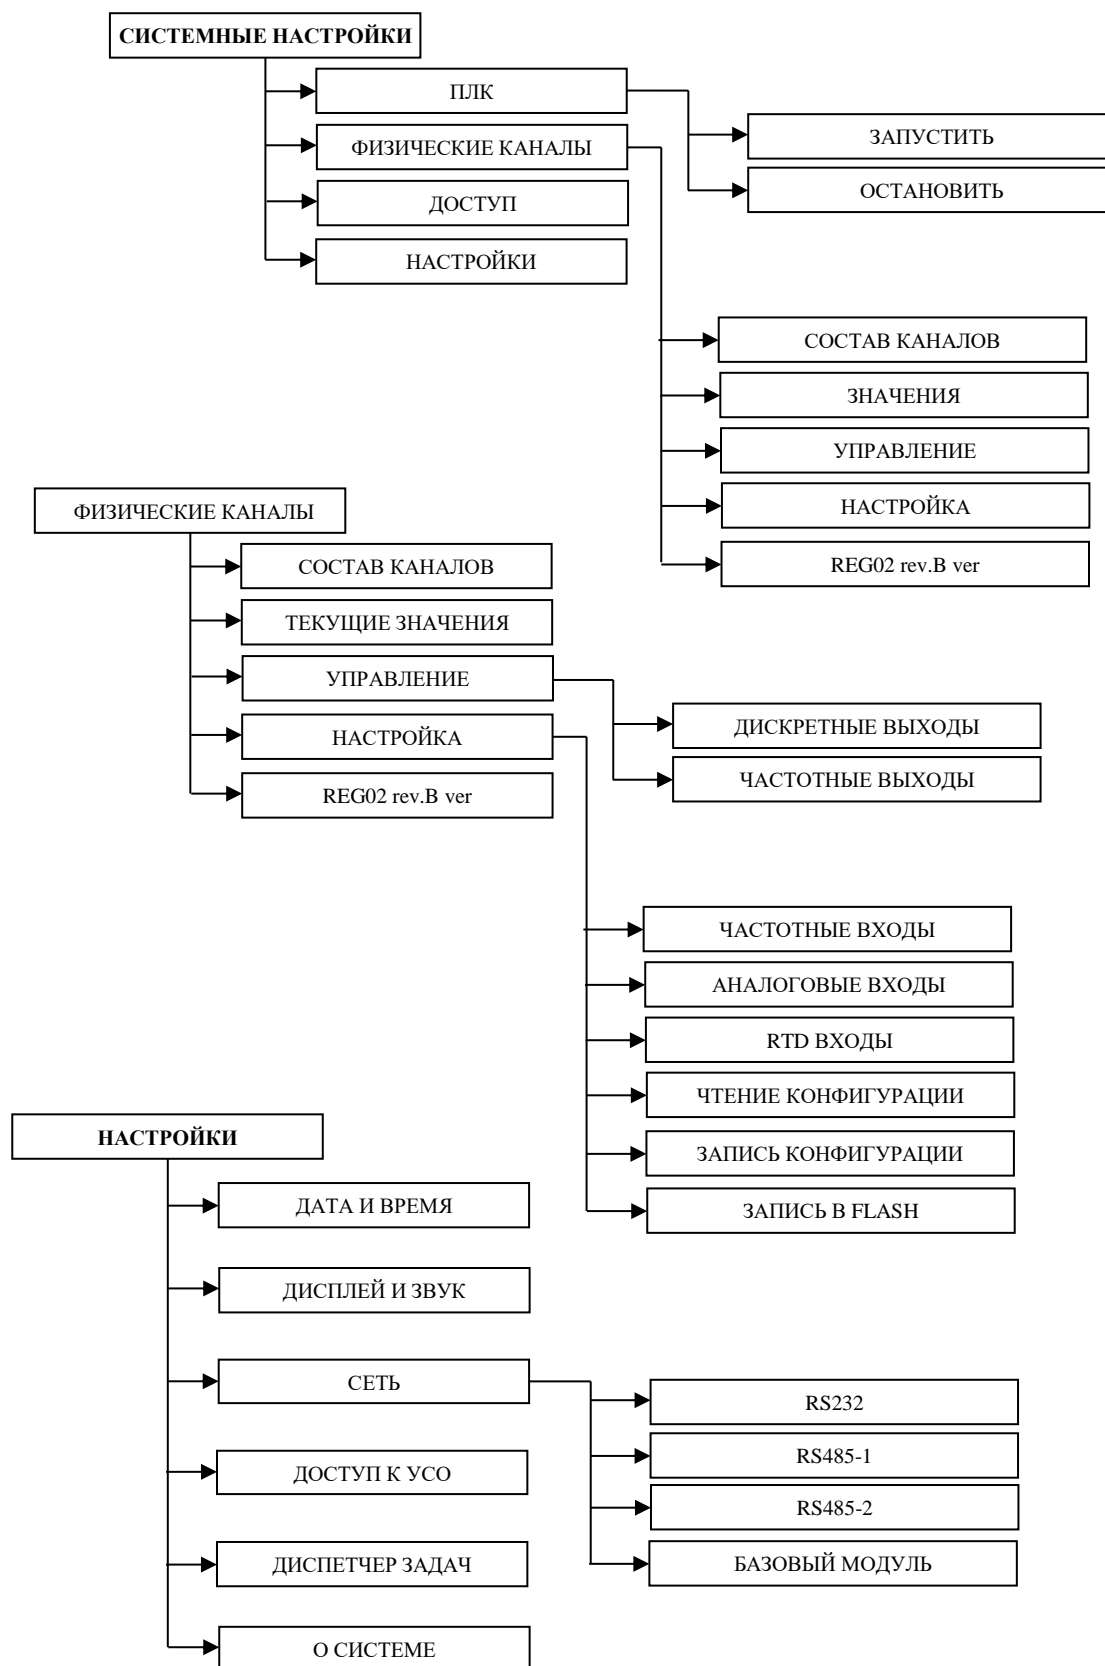 СИСТЕМНЫЕ НАСТРОЙКИ
ПЛК
ФИЗИЧЕСКИЕ КАНАЛЫ
ДОСТУП
НАСТРОЙКИ
ЗАПУСТИТЬ
ОСТАНОВИТЬ
СОСТАВ КАНАЛОВ
ЗНАЧЕНИЯ
УПРАВЛЕНИЕ
НАСТРОЙКА
REG02 rev.B ver
ФИЗИЧЕСКИЕ КАНАЛЫ
СОСТАВ КАНАЛОВ
ТЕКУЩИЕ ЗНАЧЕНИЯ
УПРАВЛЕНИЕ
НАСТРОЙКА
REG02 rev.B ver
ДИСКРЕТНЫЕ ВЫХОДЫ
ЧАСТОТНЫЕ ВЫХОДЫ
ЧАСТОТНЫЕ ВХОДЫ
АНАЛОГОВЫЕ ВХОДЫ
RTD ВХОДЫ
ЧТЕНИЕ КОНФИГУРАЦИИ
ЗАПИСЬ КОНФИГУРАЦИИ
ЗАПИСЬ В FLASH
НАСТРОЙКИ
ДАТА И ВРЕМЯ
ДИСПЛЕЙ И ЗВУК
СЕТЬ
ДОСТУП К УСО
ДИСПЕТЧЕР ЗАДАЧ
О СИСТЕМЕ
RS232
RS485-1
RS485-2
БАЗОВЫЙ МОДУЛЬ